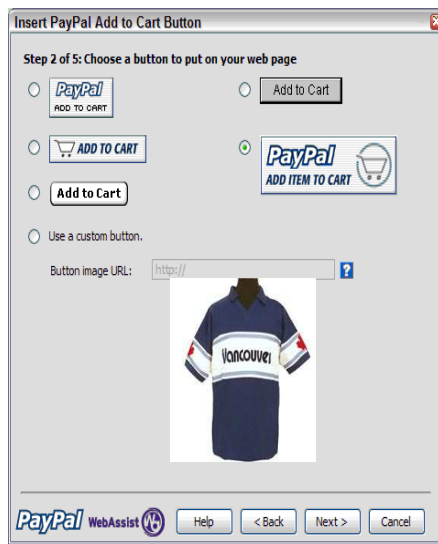 Insert PayPal Add to Cart Button
Step 2 of 5: Choose a button to put on your web page
PayPal
ADD TO CART
Add to Cart
ADD TO CART
PayPal
ADD ITEM TO CART
Add to Cart
Use a custom button.
Button image URL: http://
?
Vancouver
PayPal WebAssist Help < Back Next > Cancel